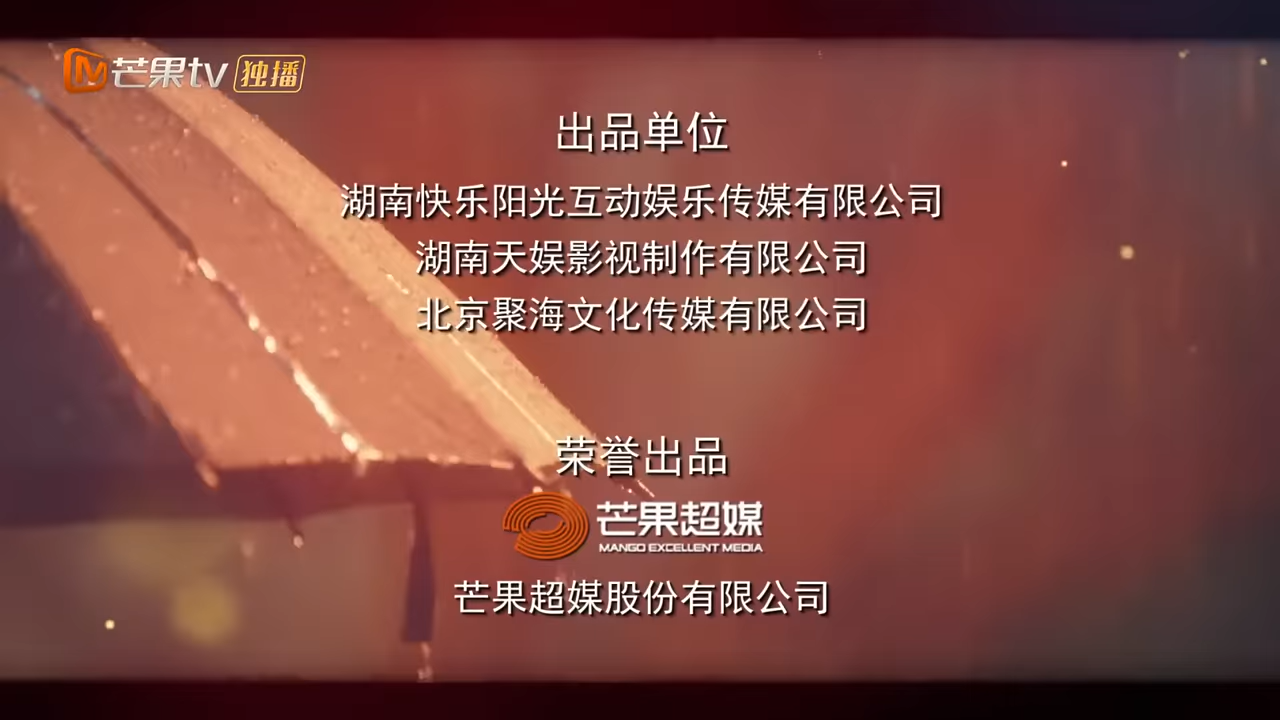 芒果tv 独播
出品单位
湖南快乐阳光互动娱乐传媒有限公司
湖南天娱影视制作有限公司
北京聚海文化传媒有限公司
荣誉出品
芒果超媒
MANGO EXCELLENT MEDIA
芒果超媒股份有限公司